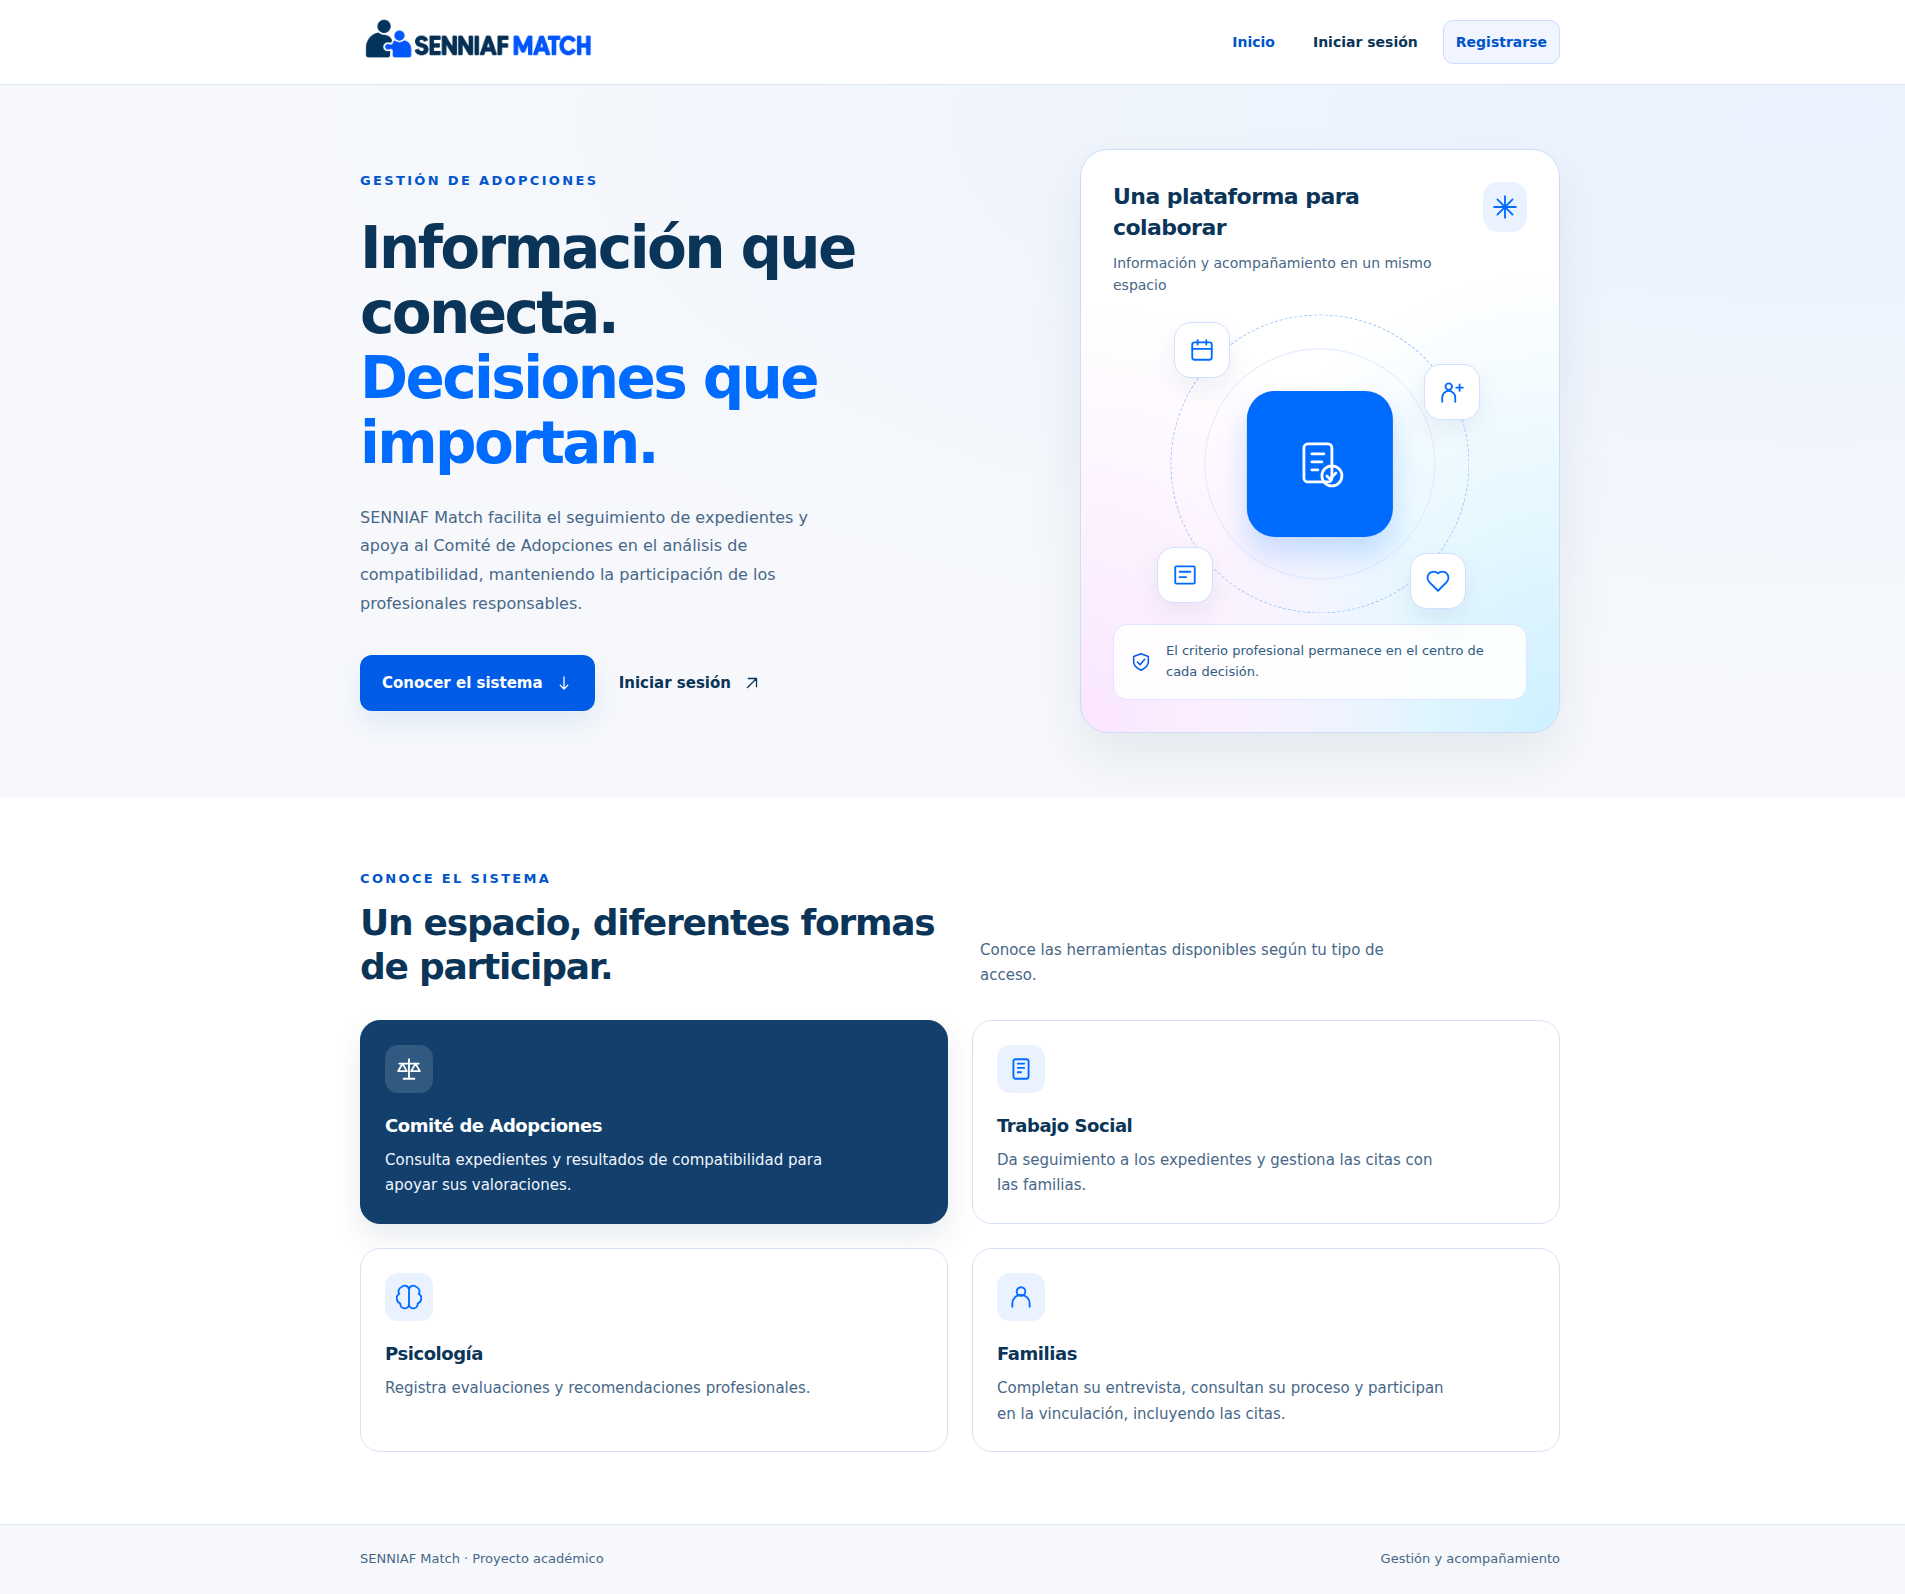 SENNIAF MATCH
Inicio
Iniciar sesión
Registrarse
GESTIÓN DE ADOPCIONES
Información que
conecta.
Decisiones que
importan.
SENNIAF Match facilita el seguimiento de expedientes y
apoya al Comité de Adopciones en el análisis de
compatibilidad, manteniendo la participación de los
profesionales responsables.
Conocer el sistema
Iniciar sesión
Una plataforma para
colaborar
Información y acompañamiento en un mismo
espacio
El criterio profesional permanece en el centro de
cada decisión.
CONOCE EL SISTEMA
Un espacio, diferentes formas
de participar.
Conoce las herramientas disponibles según tu tipo de
acceso.
Comité de Adopciones
Consulta expedientes y resultados de compatibilidad para
apoyar sus valoraciones.
Trabajo Social
Da seguimiento a los expedientes y gestiona las citas con
las familias.
Psicología
Registra evaluaciones y recomendaciones profesionales.
Familias
Completan su entrevista, consultan su proceso y participan
en la vinculación, incluyendo las citas.
SENNIAF Match · Proyecto académico
Gestión y acompañamiento